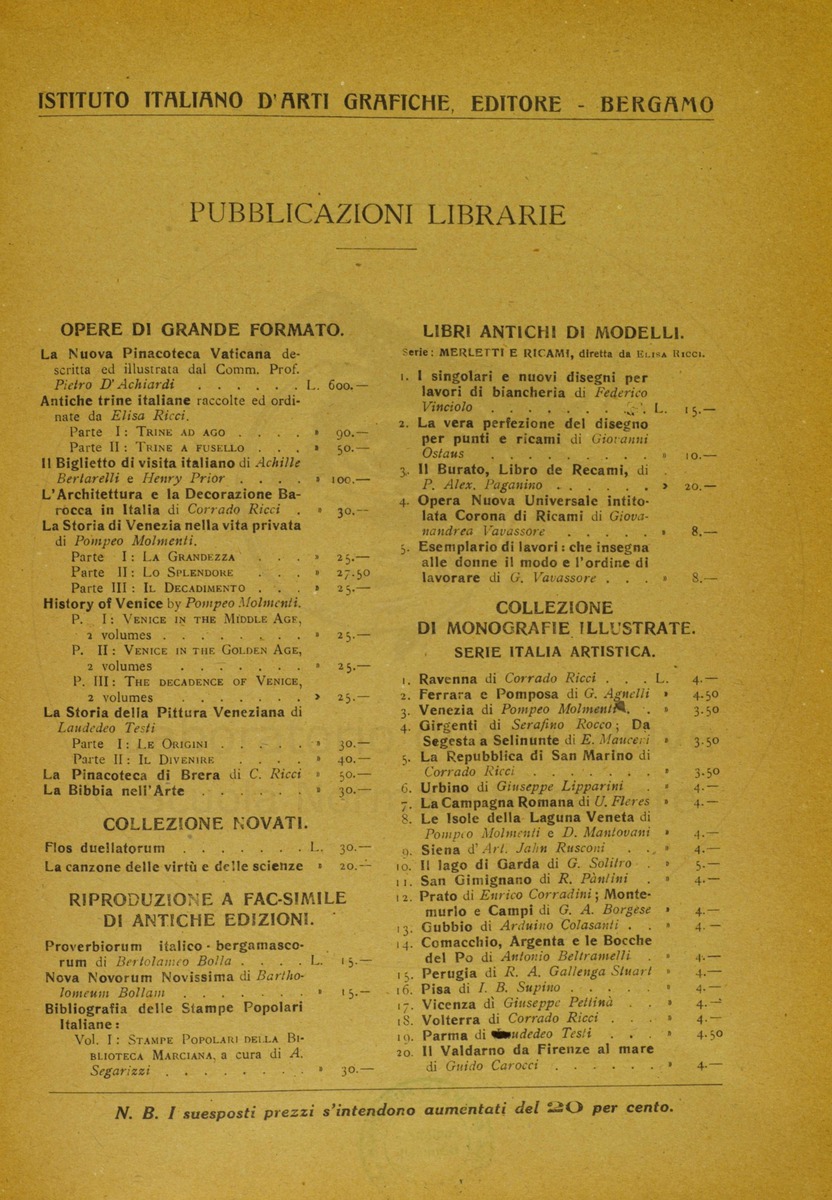 ISTITUTO ITALIANO D'ARTI GRAFICHE, EDITORE - BERGAMO
PUBBLICAZIONI LIBRARIE
OPERE DI GRANDE FORMATO.
La Nuova Pinacoteca Vaticana de-
scritta ed illustrata dal Comm. Prof.
Pietro D'Achiardi . . . . . . L. 600.—
Antiche trine italiane raccolte ed ordi-
nate da Elisa Ricci.
Parte I: TRINE AD AGO . . . . » 90.—
Parte II: TRINE A FUSELLO . . . » 50.—
Il Biglietto di visita italiano di Achille
Bertarelli e Henry Prior . . . . » 100.—
L'Architettura e la Decorazione Ba-
rocca in Italia di Corrado Ricci . » 30.—
La Storia di Venezia nella vita privata
di Pompeo Molmenti.
Parte I: LA GRANDEZZA . . . » 25.—
Parte II: LO SPLENDORE . . . » 27.50
Parte III: IL DECADIMENTO . . . » 25.—
History of Venice by Pompeo Molmenti.
P. I: VENICE IN THE MIDDLE AGE,
2 volumes . . . . . . . . » 25.—
P. II: VENICE IN THE GOLDEN AGE,
2 volumes . . . . . . . » 25.—
P. III: THE DECADENCE OF VENICE,
2 volumes . . . . . . . > 25.—
La Storia della Pittura Veneziana di
Laudedeo Testi
Parte I: LE ORIGINI . . . . . » 30.—
Parte II: IL DIVENIRE . . . . » 40.—
La Pinacoteca di Brera di C. Ricci » 50.—
La Bibbia nell'Arte . . . . . . » 30.—
COLLEZIONE NOVATI.
Flos duellatorum . . . . . . . L. 30.—
La canzone delle virtù e delle scienze » 20.—
RIPRODUZIONE A FAC-SIMILE
DI ANTICHE EDIZIONI.
Proverbiorum italico-bergamasco-
rum di Bertolameo Bolla . . . . L. 15.—
Nova Novorum Novissima di Bartho-
lomeum Bollam . . . . . . . » 15.—
Bibliografia delle Stampe Popolari
Italiane:
Vol. I: STAMPE POPOLARI DELLA BI-
BLIOTECA MARCIANA, a cura di A.
Segarizzi . . . . . . . . » 30.—
LIBRI ANTICHI DI MODELLI.
Serie: MERLETTI E RICAMI, diretta da ELISA RICCI.
1. I singolari e nuovi disegni per
lavori di biancheria di Federico
Vinciolo . . . . . . . . . L. 15.—
2. La vera perfezione del disegno
per punti e ricami di Giovanni
Ostaus . . . . . . . . . » 10.—
3. Il Burato, Libro de Recami, di
P. Alex. Paganino . . . . . . > 20.—
4. Opera Nuova Universale intito-
lata Corona di Ricami di Giova-
nandrea Vavassore . . . . . » 8.—
5. Esemplario di lavori: che insegna
alle donne il modo e l'ordine di
lavorare di G. Vavassore . . . » 8.—
COLLEZIONE
DI MONOGRAFIE ILLUSTRATE.
SERIE ITALIA ARTISTICA.
1. Ravenna di Corrado Ricci . . . L. 4.—
2. Ferrara e Pomposa di G. Agnelli » 4.50
3. Venezia di Pompeo Molmenti . . » 3.50
4. Girgenti di Serafino Rocco; Da
Segesta a Selinunte di E. Mauceri » 3.50
5. La Repubblica di San Marino di
Corrado Ricci . . . . . . . » 3.50
6. Urbino di Giuseppe Lipparini . . » 4.—
7. La Campagna Romana di U. Fleres » 4.—
8. Le Isole della Laguna Veneta di
Pompeo Molmenti e D. Mantovani » 4.—
9. Siena d'Art. Jahn Rusconi . . . » 4.—
10. Il lago di Garda di G. Solitro . » 5.—
11. San Gimignano di R. Pàntini . » 4.—
12. Prato di Enrico Corradini; Monte-
murlo e Campi di G. A. Borgese » 4.—
13. Gubbio di Arduino Colasanti . . » 4.—
14. Comacchio, Argenta e le Bocche
del Po di Antonio Beltramelli . » 4.—
15. Perugia di R. A. Gallenga Stuart » 4.—
16. Pisa di I. B. Supino . . . . . » 4.—
17. Vicenza di Giuseppe Pettinà . . » 4.—
18. Volterra di Corrado Ricci . . . » 4.—
19. Parma di udedeo Testi . . . » 4.50
20. Il Valdarno da Firenze al mare
di Guido Carocci . . . . . . » 4.—
N. B. I suesposti prezzi s'intendono aumentati del 20 per cento.